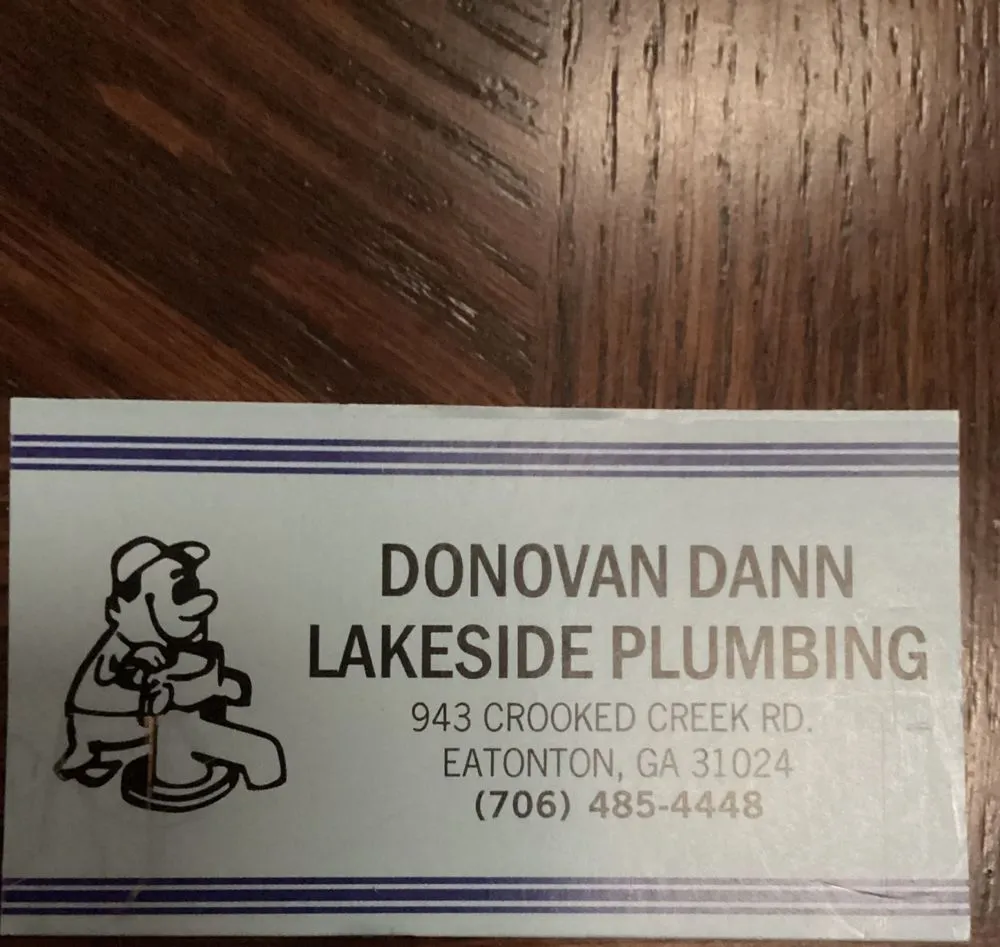 DONOVAN DANN
LAKESIDE PLUMBING
943 CROOKED CREEK RD.
EATONTON, GA 31024
(706) 485-4448